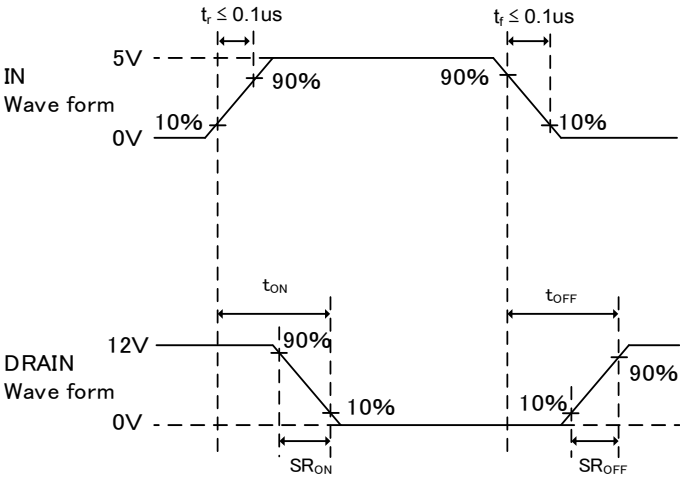 tr ≤ 0.1us
tf ≤ 0.1us
5V
IN
Wave form
90%
90%
10%
10%
0V
tON
tOFF
12V
DRAIN
Wave form
90%
90%
10%
10%
0V
SRON
SROFF